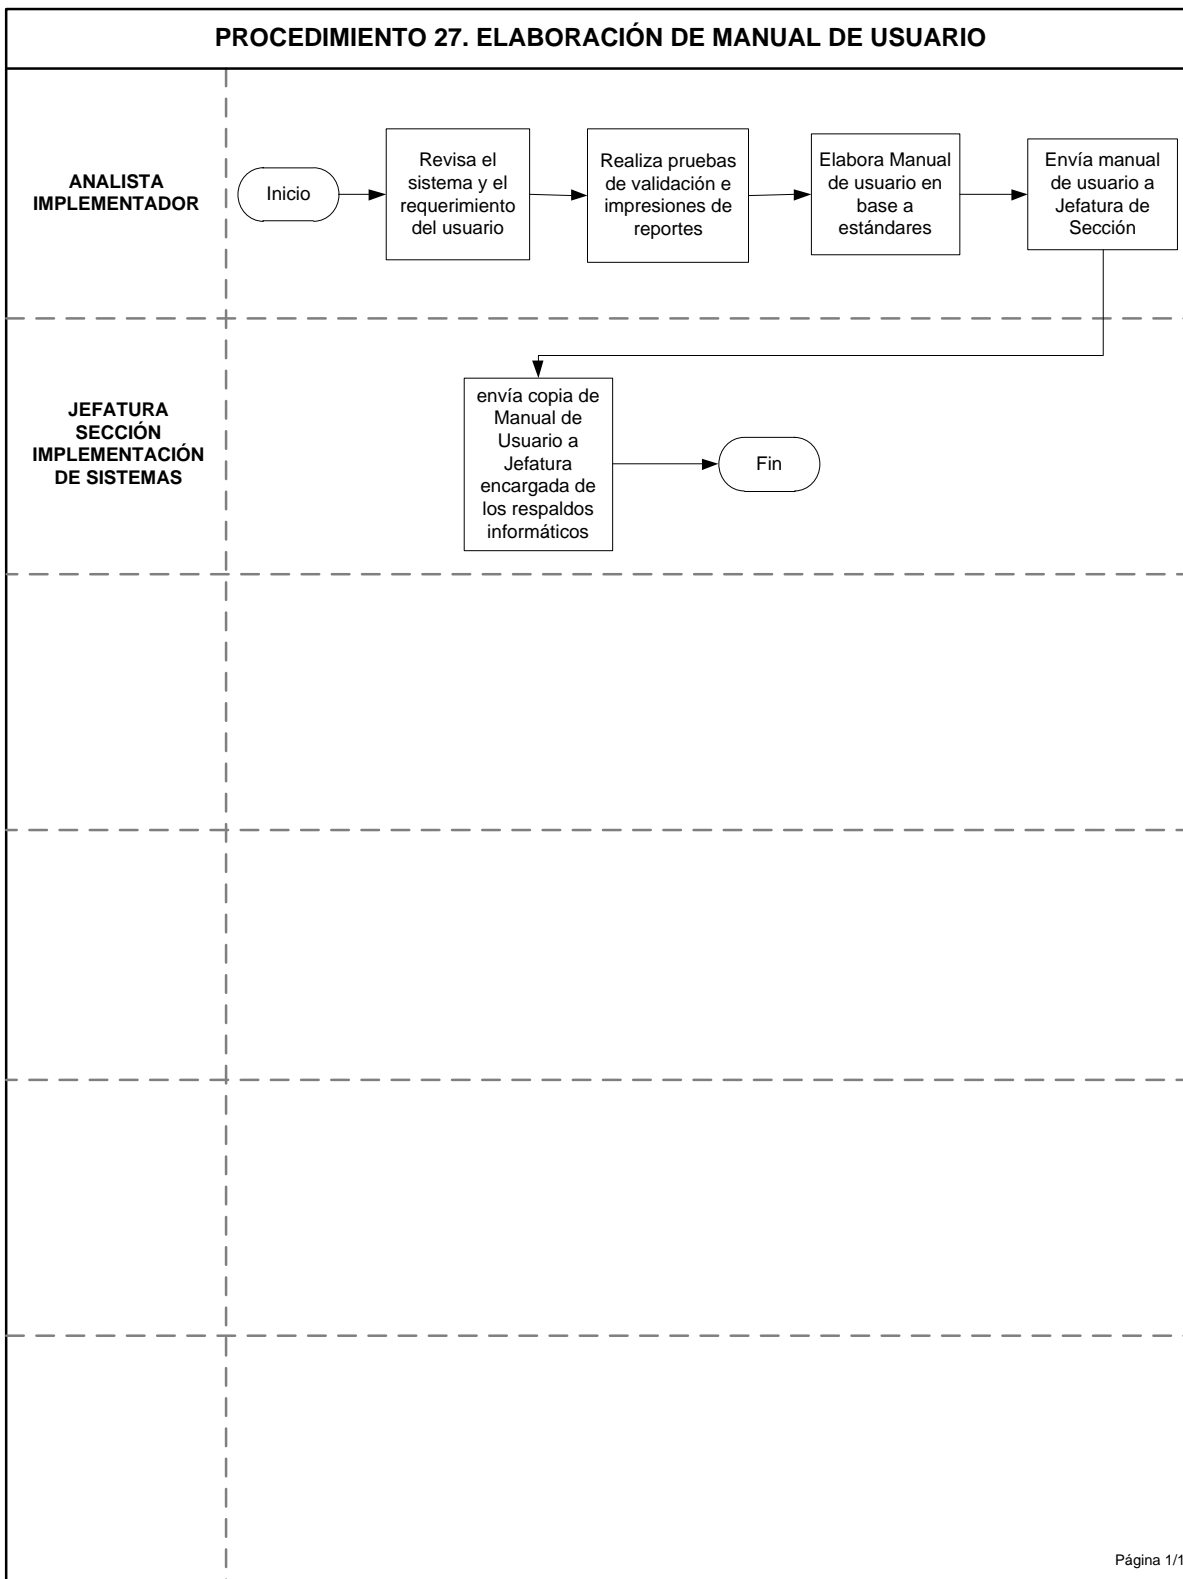 PROCEDIMIENTO 27. ELABORACIÓN DE MANUAL DE USUARIO
ANALISTA
IMPLEMENTADOR
Inicio
Revisa el
sistema y el
requerimiento
del usuario
Realiza pruebas
de validación e
impresiones de
reportes
Elabora Manual
de usuario en
base a
estándares
Envía manual
de usuario a
Jefatura de
Sección
JEFATURA
SECCIÓN
IMPLEMENTACIÓN
DE SISTEMAS
envía copia de
Manual de
Usuario a
Jefatura
encargada de
los respaldos
informáticos
Fin
Página 1/1